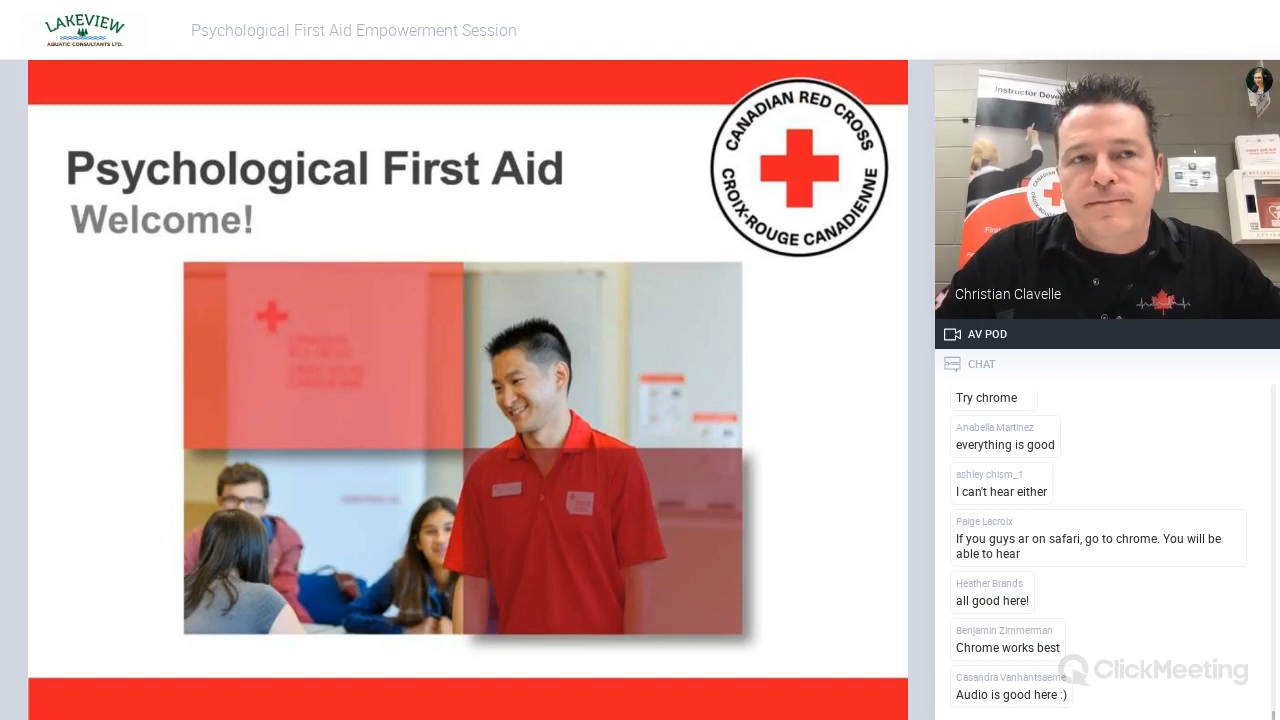 LAKEVIEW
AQUATIC CONSULTANTS LTD.
Psychological First Aid Empowerment Session
Psychological First Aid
Welcome!
CANADIAN RED CROSS
CROIX-ROUGE CANADIENNE
Christian Clavelle
AV POD
CHAT
Try chrome
Anabella Martinez
everything is good
ashley chism_1
I can't hear either
Paige Lacroix
If you guys ar on safari, go to chrome. You will be
able to hear
Heather Brands
all good here!
Benjamin Zimmerman
Chrome works best
Casandra Vanhantsaeme
Audio is good here :)
ClickMeeting